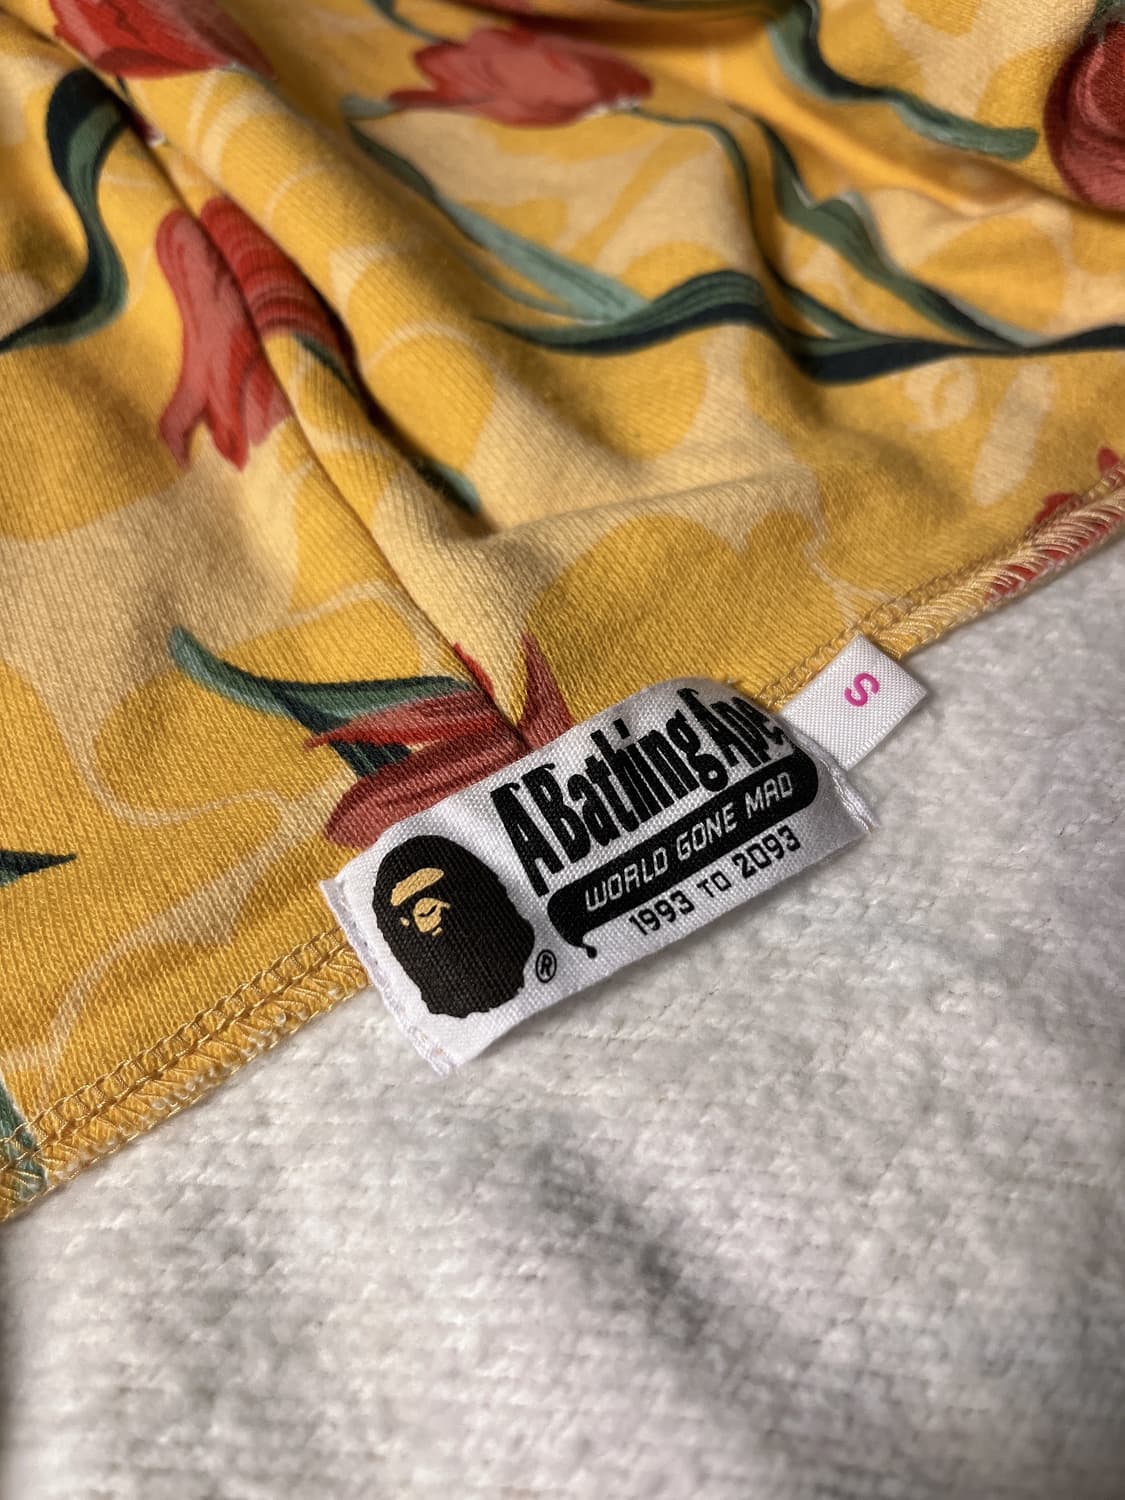 A Bathing Ape
WORLD GONE MAD
1993 TO 2093
®
S